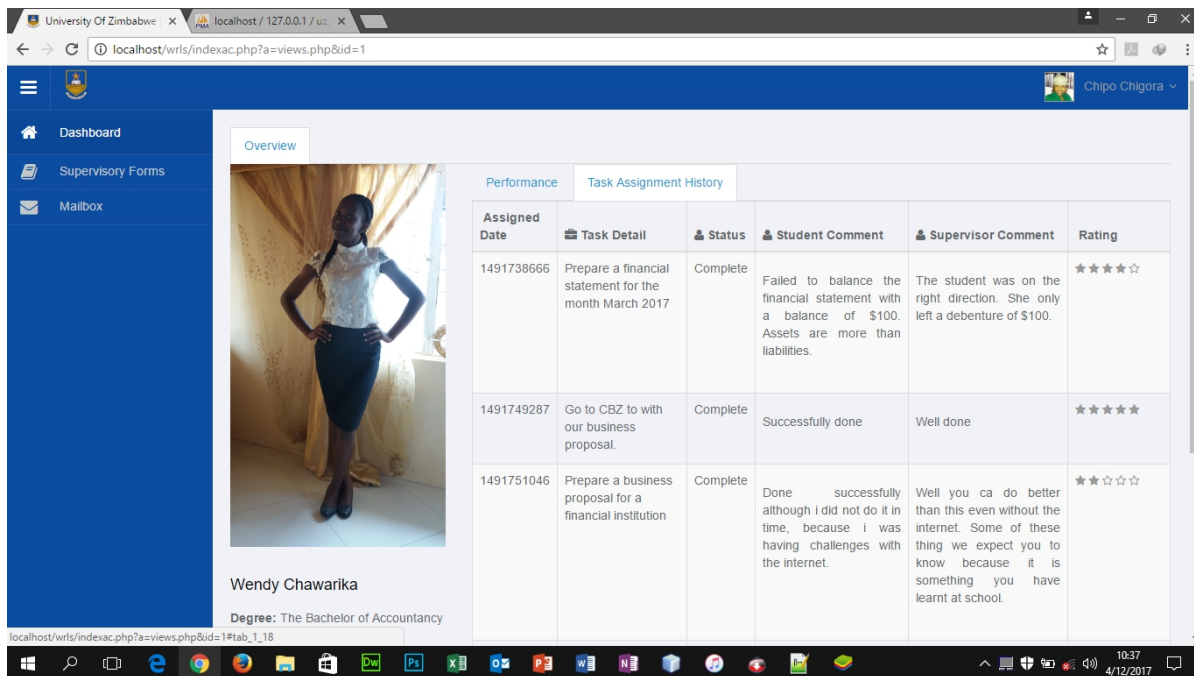 University Of Zimbabwe
localhost / 127.0.0.1 / uz_
localhost/wrls/indexac.php?a=views.php&id=1
Chipo Chigora
Dashboard
Supervisory Forms
Mailbox
Overview
Performance
Task Assignment History
Assigned
Date
Task Detail
Status
Student Comment
Supervisor Comment
Rating
1491738666
Prepare a financial
statement for the
month March 2017
Complete
Failed to balance the
financial statement with
a balance of $100.
Assets are more than
liabilities.
The student was on the
right direction. She only
left a debenture of $100.
1491749287
Go to CBZ to with
our business
proposal.
Complete
Successfully done
Well done
1491751046
Prepare a business
proposal for a
financial institution
Complete
Done successfully
although i did not do it in
time, because i was
having challenges with
the internet.
Well you ca do better
than this even without the
internet. Some of these
thing we expect you to
know because it is
something you have
learnt at school.
Wendy Chawarika
Degree: The Bachelor of Accountancy
localhost/wrls/indexac.php?a=views.php&id=1#tab_1_18
Dw
Ps
10:37
4/12/2017